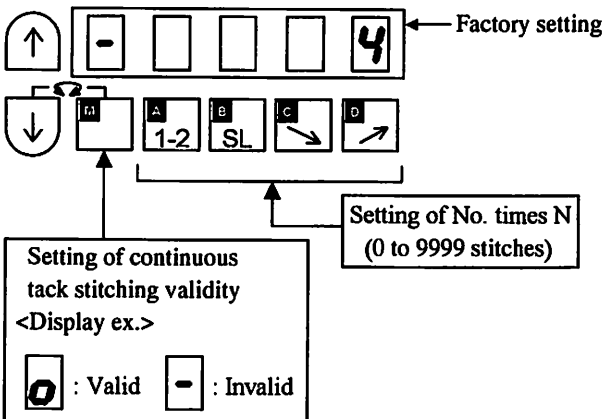 - 4 Factory setting
M A B C D
1-2 SL
Setting of No. times N
(0 to 9999 stitches)
Setting of continuous
tack stitching validity
<Display ex.>
o : Valid - : Invalid